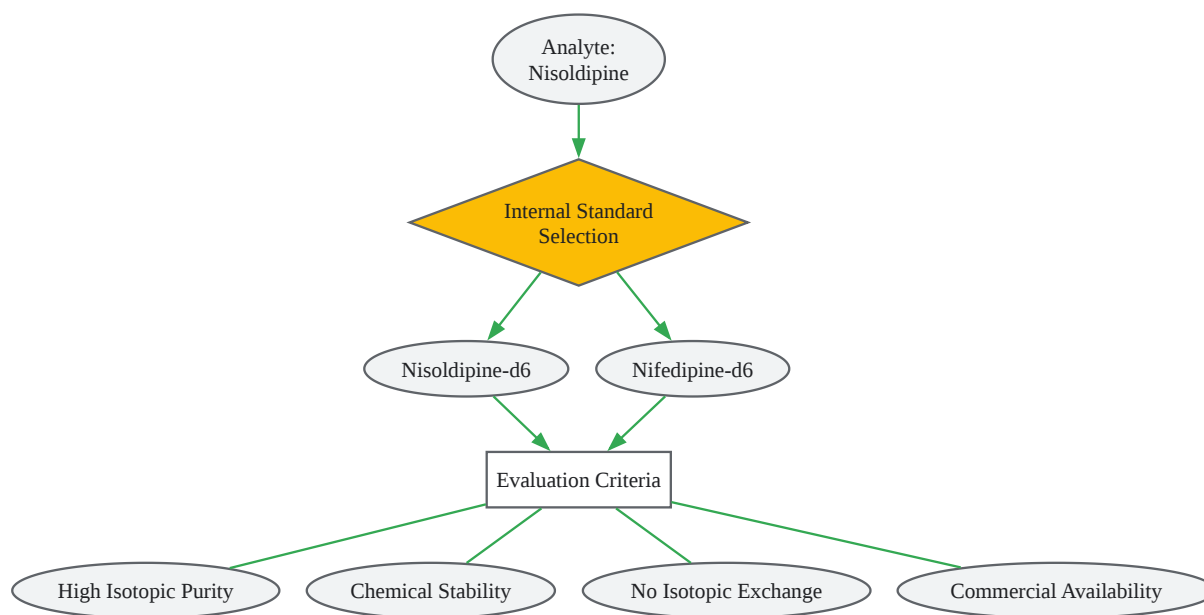 Analyte:
Nisoldipine
Internal Standard
Selection
Nisoldipine-d6
Nifedipine-d6
Evaluation Criteria
High Isotopic Purity
Chemical Stability
No Isotopic Exchange
Commercial Availability